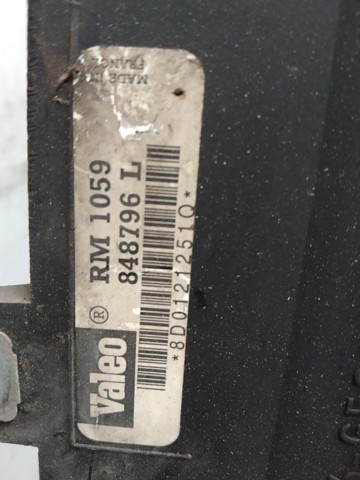 Valeo ® RM 1059
848796 L
*8D0121251Q*
MADE IN
FRANCE